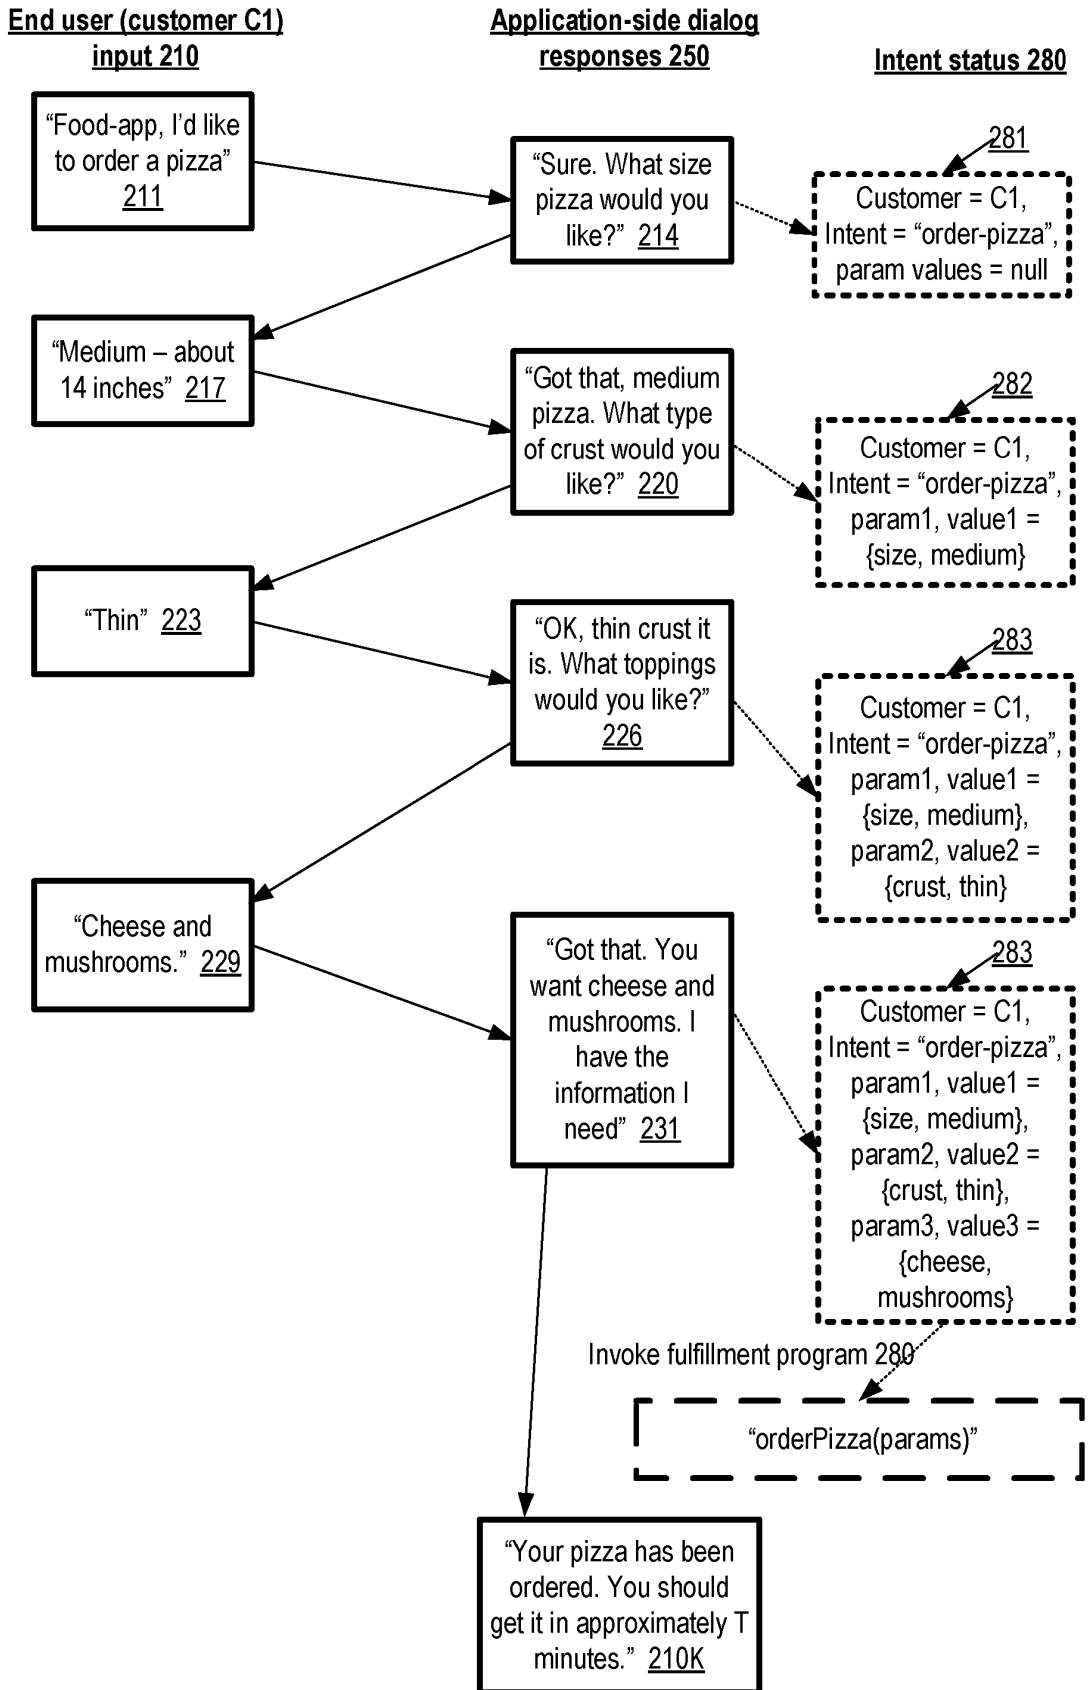 End user (customer C1)
input 210
Application-side dialog
responses 250
Intent status 280
“Food-app, I’d like
to order a pizza”
211
“Sure. What size
pizza would you
like?” 214
281
Customer = C1,
Intent = “order-pizza”,
param values = null
“Medium – about
14 inches” 217
“Got that, medium
pizza. What type
of crust would you
like?” 220
282
Customer = C1,
Intent = “order-pizza”,
param1, value1 =
{size, medium}
“Thin” 223
“OK, thin crust it
is. What toppings
would you like?”
226
283
Customer = C1,
Intent = “order-pizza”,
param1, value1 =
{size, medium},
param2, value2 =
{crust, thin}
“Cheese and
mushrooms.” 229
“Got that. You
want cheese and
mushrooms. I
have the
information I
need” 231
283
Customer = C1,
Intent = “order-pizza”,
param1, value1 =
{size, medium},
param2, value2 =
{crust, thin},
param3, value3 =
{cheese,
mushrooms}
Invoke fulfillment program 280
“orderPizza(params)”
“Your pizza has been
ordered. You should
get it in approximately T
minutes.” 210K